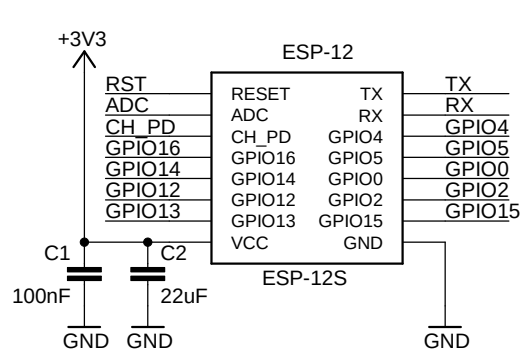 +3V3
ESP-12
RST RESET TX TX
ADC ADC RX RX
CH_PD CH_PD GPIO4 GPIO4
GPIO16 GPIO16 GPIO5 GPIO5
GPIO14 GPIO14 GPIO0 GPIO0
GPIO12 GPIO12 GPIO2 GPIO2
GPIO13 GPIO13 GPIO15 GPIO15
VCC GND
C1 C2
ESP-12S
100nF 22uF
GND GND GND